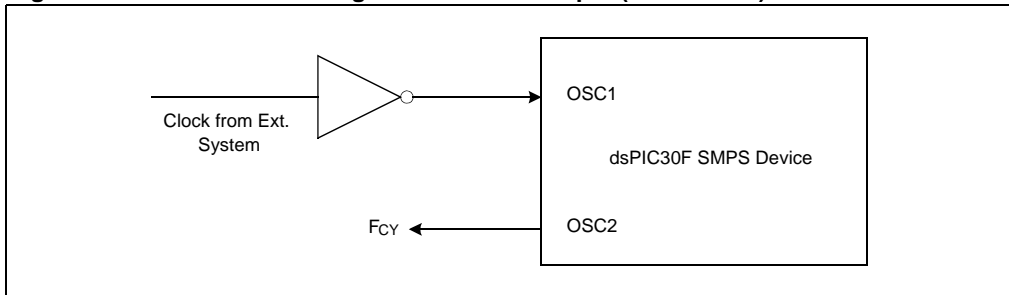 Clock from Ext.
System
OSC1
dsPIC30F SMPS Device
FCY
OSC2